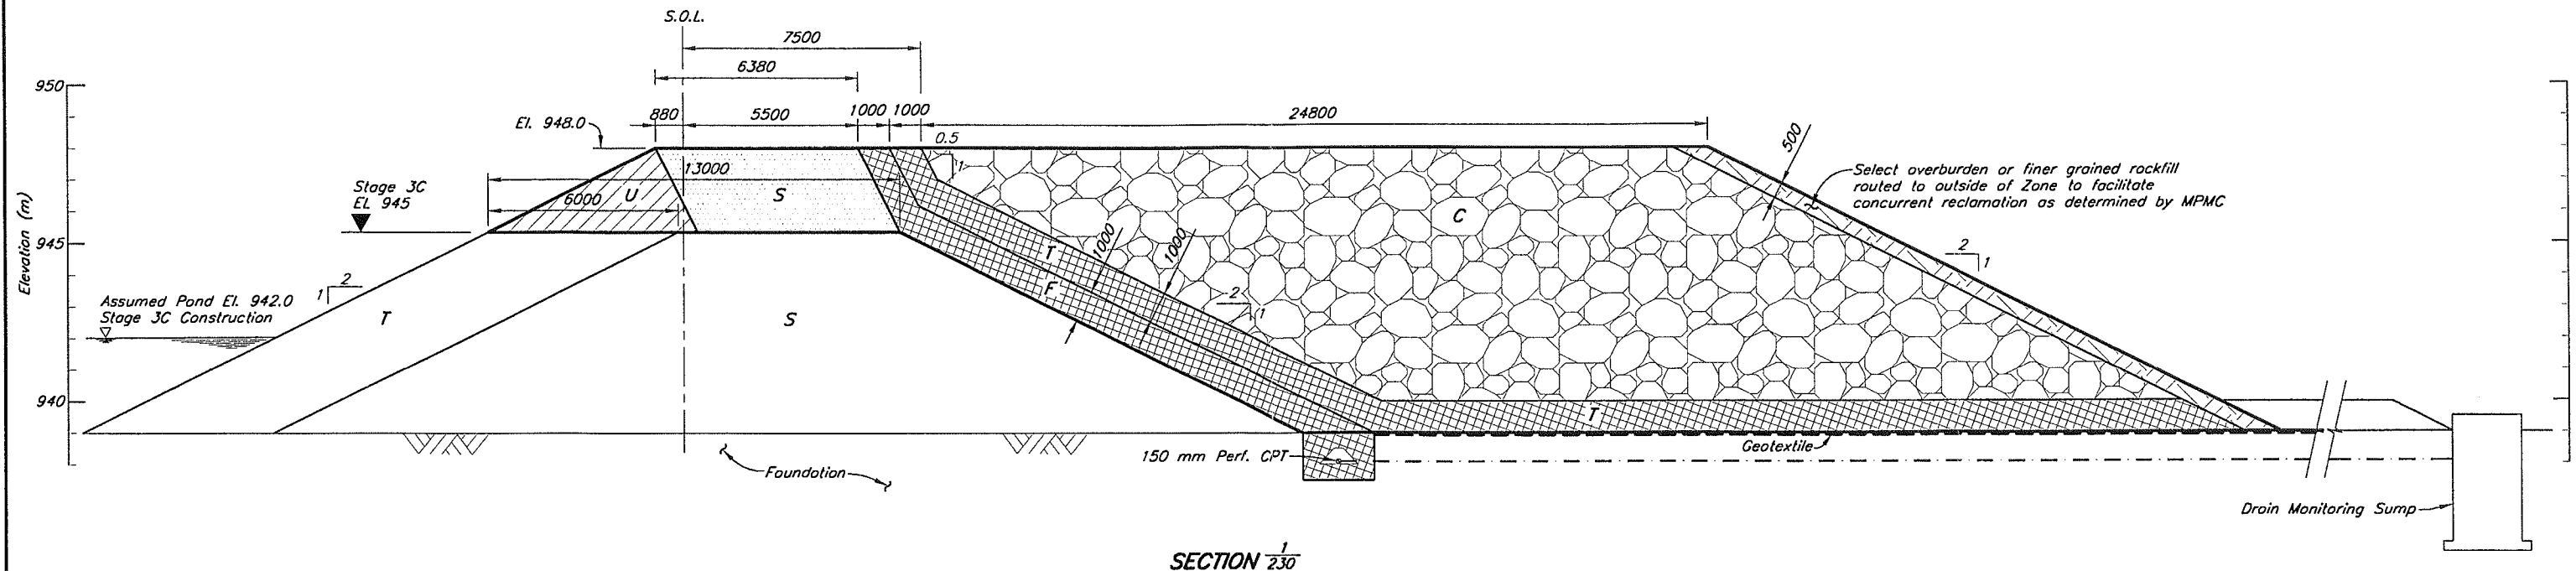 S.O.L.
7500
6380
950
880 5500 1000 1000 24800
El. 948.0
0.5
1
500
13000
Select overburden or finer grained rockfill
routed to outside of Zone to facilitate
concurrent reclamation as determined by MPMC
Stage 3C
EL 945
6000
U
S
C
Elevation (m)
945
T
F
1000
1000
2
1
2
1
2
1
Assumed Pond El. 942.0
Stage 3C Construction
T
S
940
T
150 mm Perf. CPT
Geotextile
Foundation
Drain Monitoring Sump
SECTION 1
230